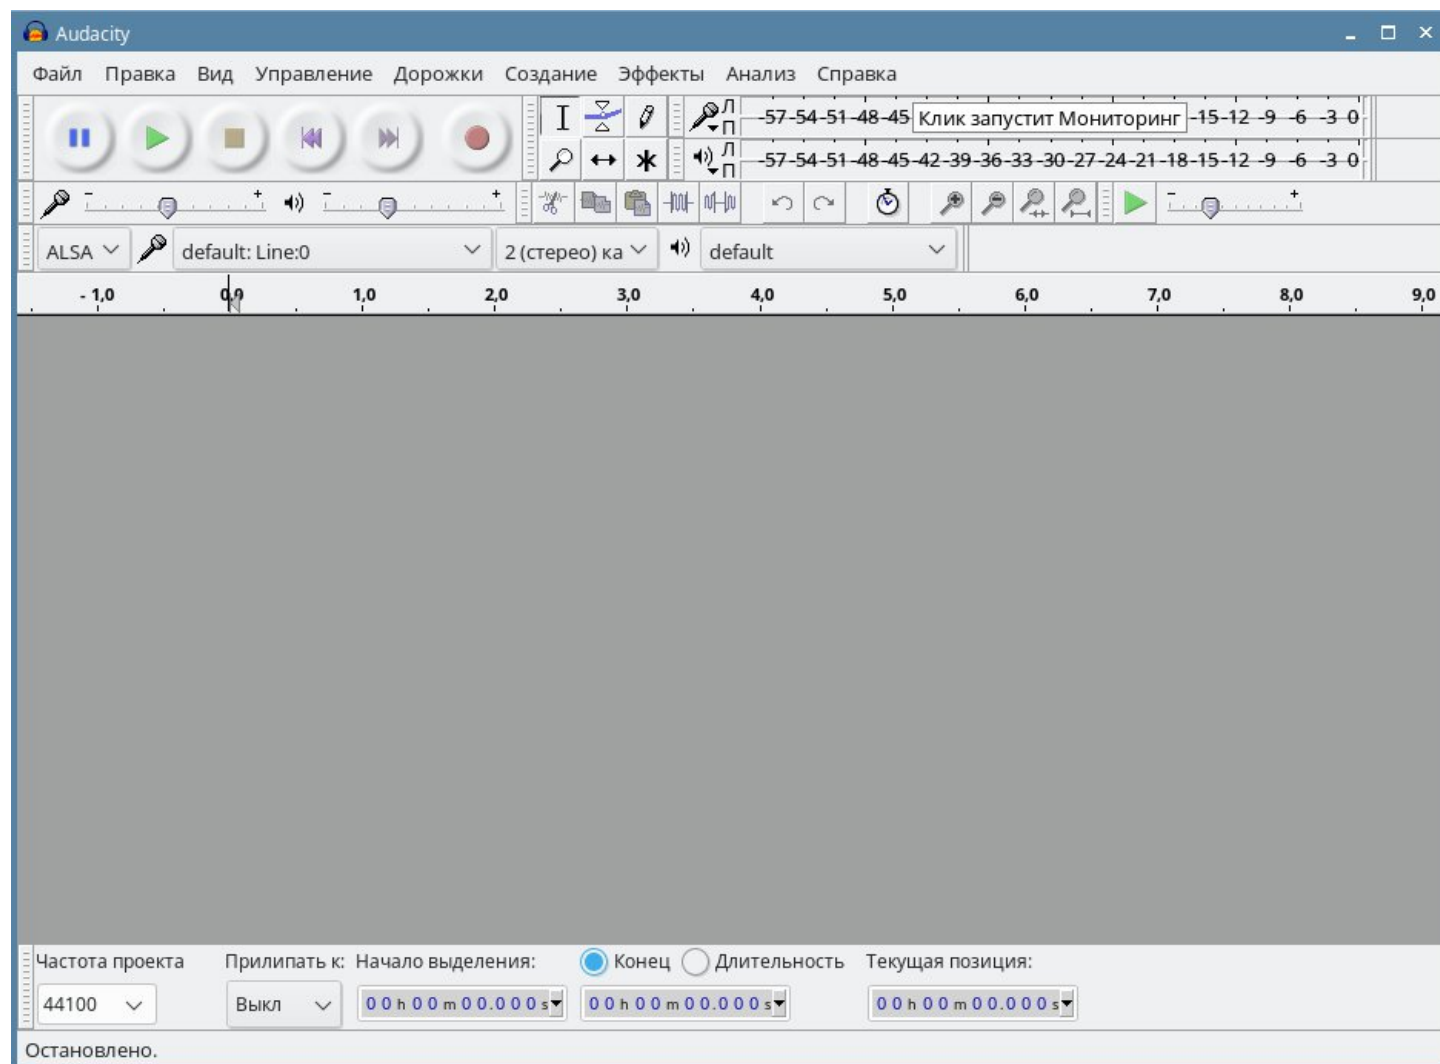 Audacity
Файл Правка Вид Управление Дорожки Создание Эффекты Анализ Справка
Л -57 -54 -51 -48 -45 Клик запустит Мониторинг -15 -12 -9 -6 -3 0
П
Л -57 -54 -51 -48 -45 -42 -39 -36 -33 -30 -27 -24 -21 -18 -15 -12 -9 -6 -3 0
П
- + - + - +
ALSA default: Line:0 2 (стерео) ка default
- 1,0 0,0 1,0 2,0 3,0 4,0 5,0 6,0 7,0 8,0 9,0
Частота проекта Прилипать к: Начало выделения: Конец Длительность Текущая позиция:
44100 Выкл 00 h 00 m 00.000 s 00 h 00 m 00.000 s 00 h 00 m 00.000 s
Остановлено.